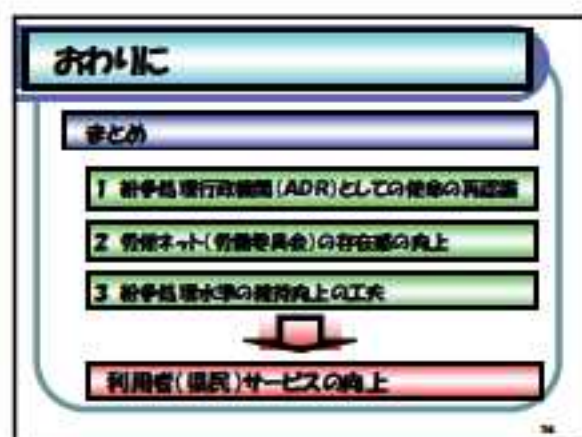 おわりに
まとめ
1 紛争処理行政機関(ADR)としての使命の再認識
2 労使ネット(労働委員会)の存在感の向上
3 紛争処理水準の維持向上の工夫
利用者(県民)サービスの向上